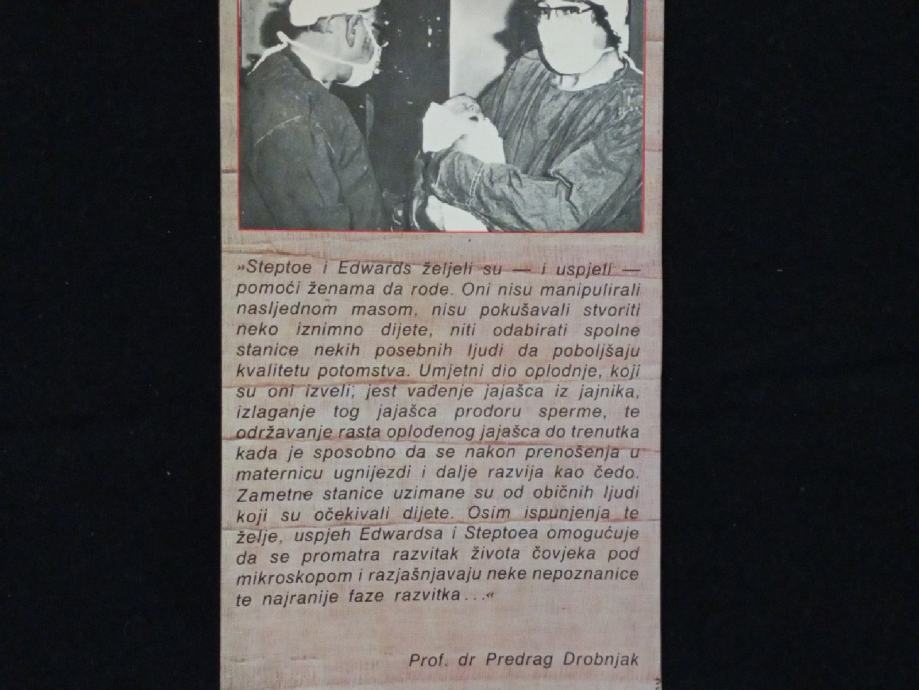 »Steptoe i Edwards željeli su — i uspjeli —
pomoći ženama da rode. Oni nisu manipulirali
nasljednom masom, nisu pokušavali stvoriti
neko iznimno dijete, niti odabirati spolne
stanice nekih posebnih ljudi da poboljšaju
kvalitetu potomstva. Umjetni dio oplodnje, koji
su oni izveli, jest vađenje jajašca iz jajnika,
izlaganje tog jajašca prodoru sperme, te
održavanje rasta oplođenog jajašca do trenutka
kada je sposobno da se nakon prenošenja u
maternicu ugnijezdi i dalje razvija kao čedo.
Zametne stanice uzimane su od običnih ljudi
koji su očekivali dijete. Osim ispunjenja te
želje, uspjeh Edwardsa i Steptoea omogućuje
da se promatra razvitak života čovjeka pod
mikroskopom i razjašnjavaju neke nepoznanice
te najranije faze razvitka...«
Prof. dr Predrag Drobnjak